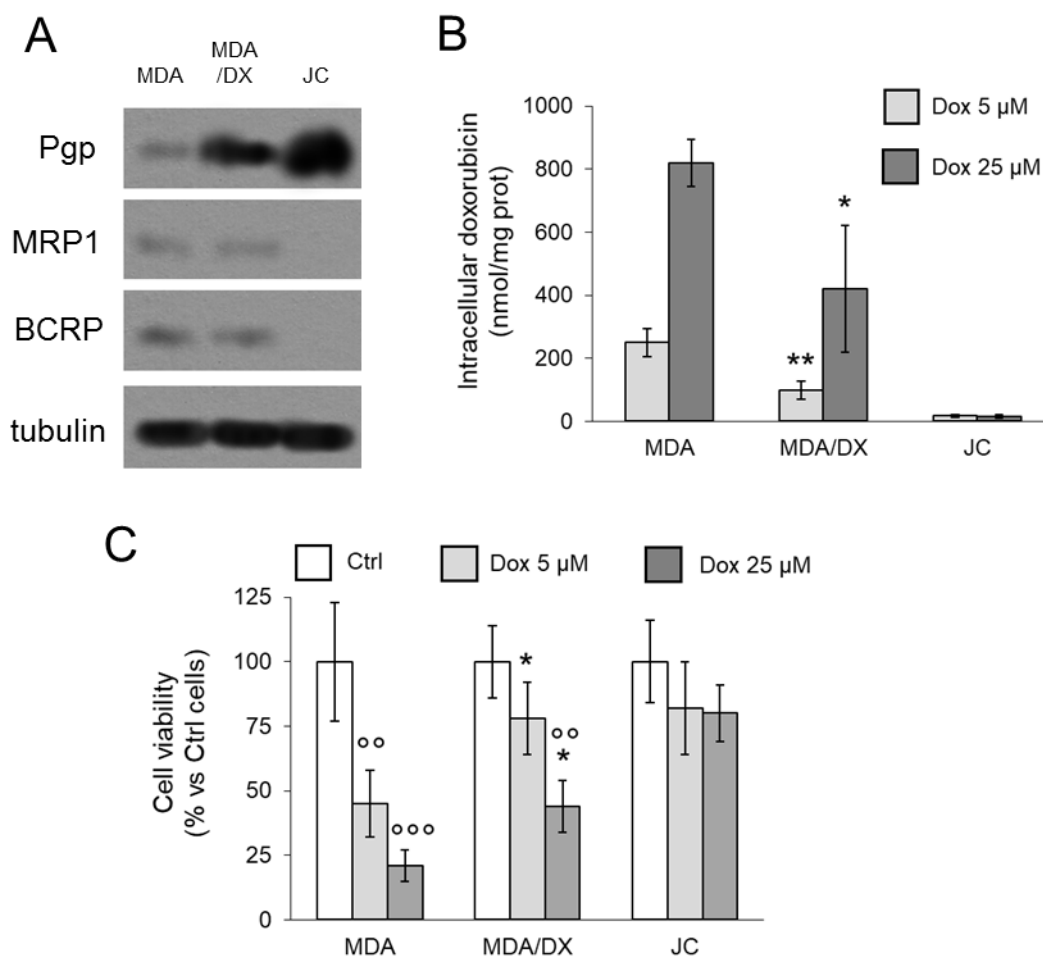 A
MDA
MDA
/DX
JC
Pgp
MRP1
BCRP
tubulin
B
Dox 5 µM
Dox 25 µM
Intracellular doxorubicin
(nmol/mg prot)
1000
800
600
400
200
0
*
**
MDA
MDA/DX
JC
C
Ctrl
Dox 5 µM
Dox 25 µM
Cell viability
(% vs Ctrl cells)
125
100
75
50
25
0
°°
°°°
*
°°
*
MDA
MDA/DX
JC